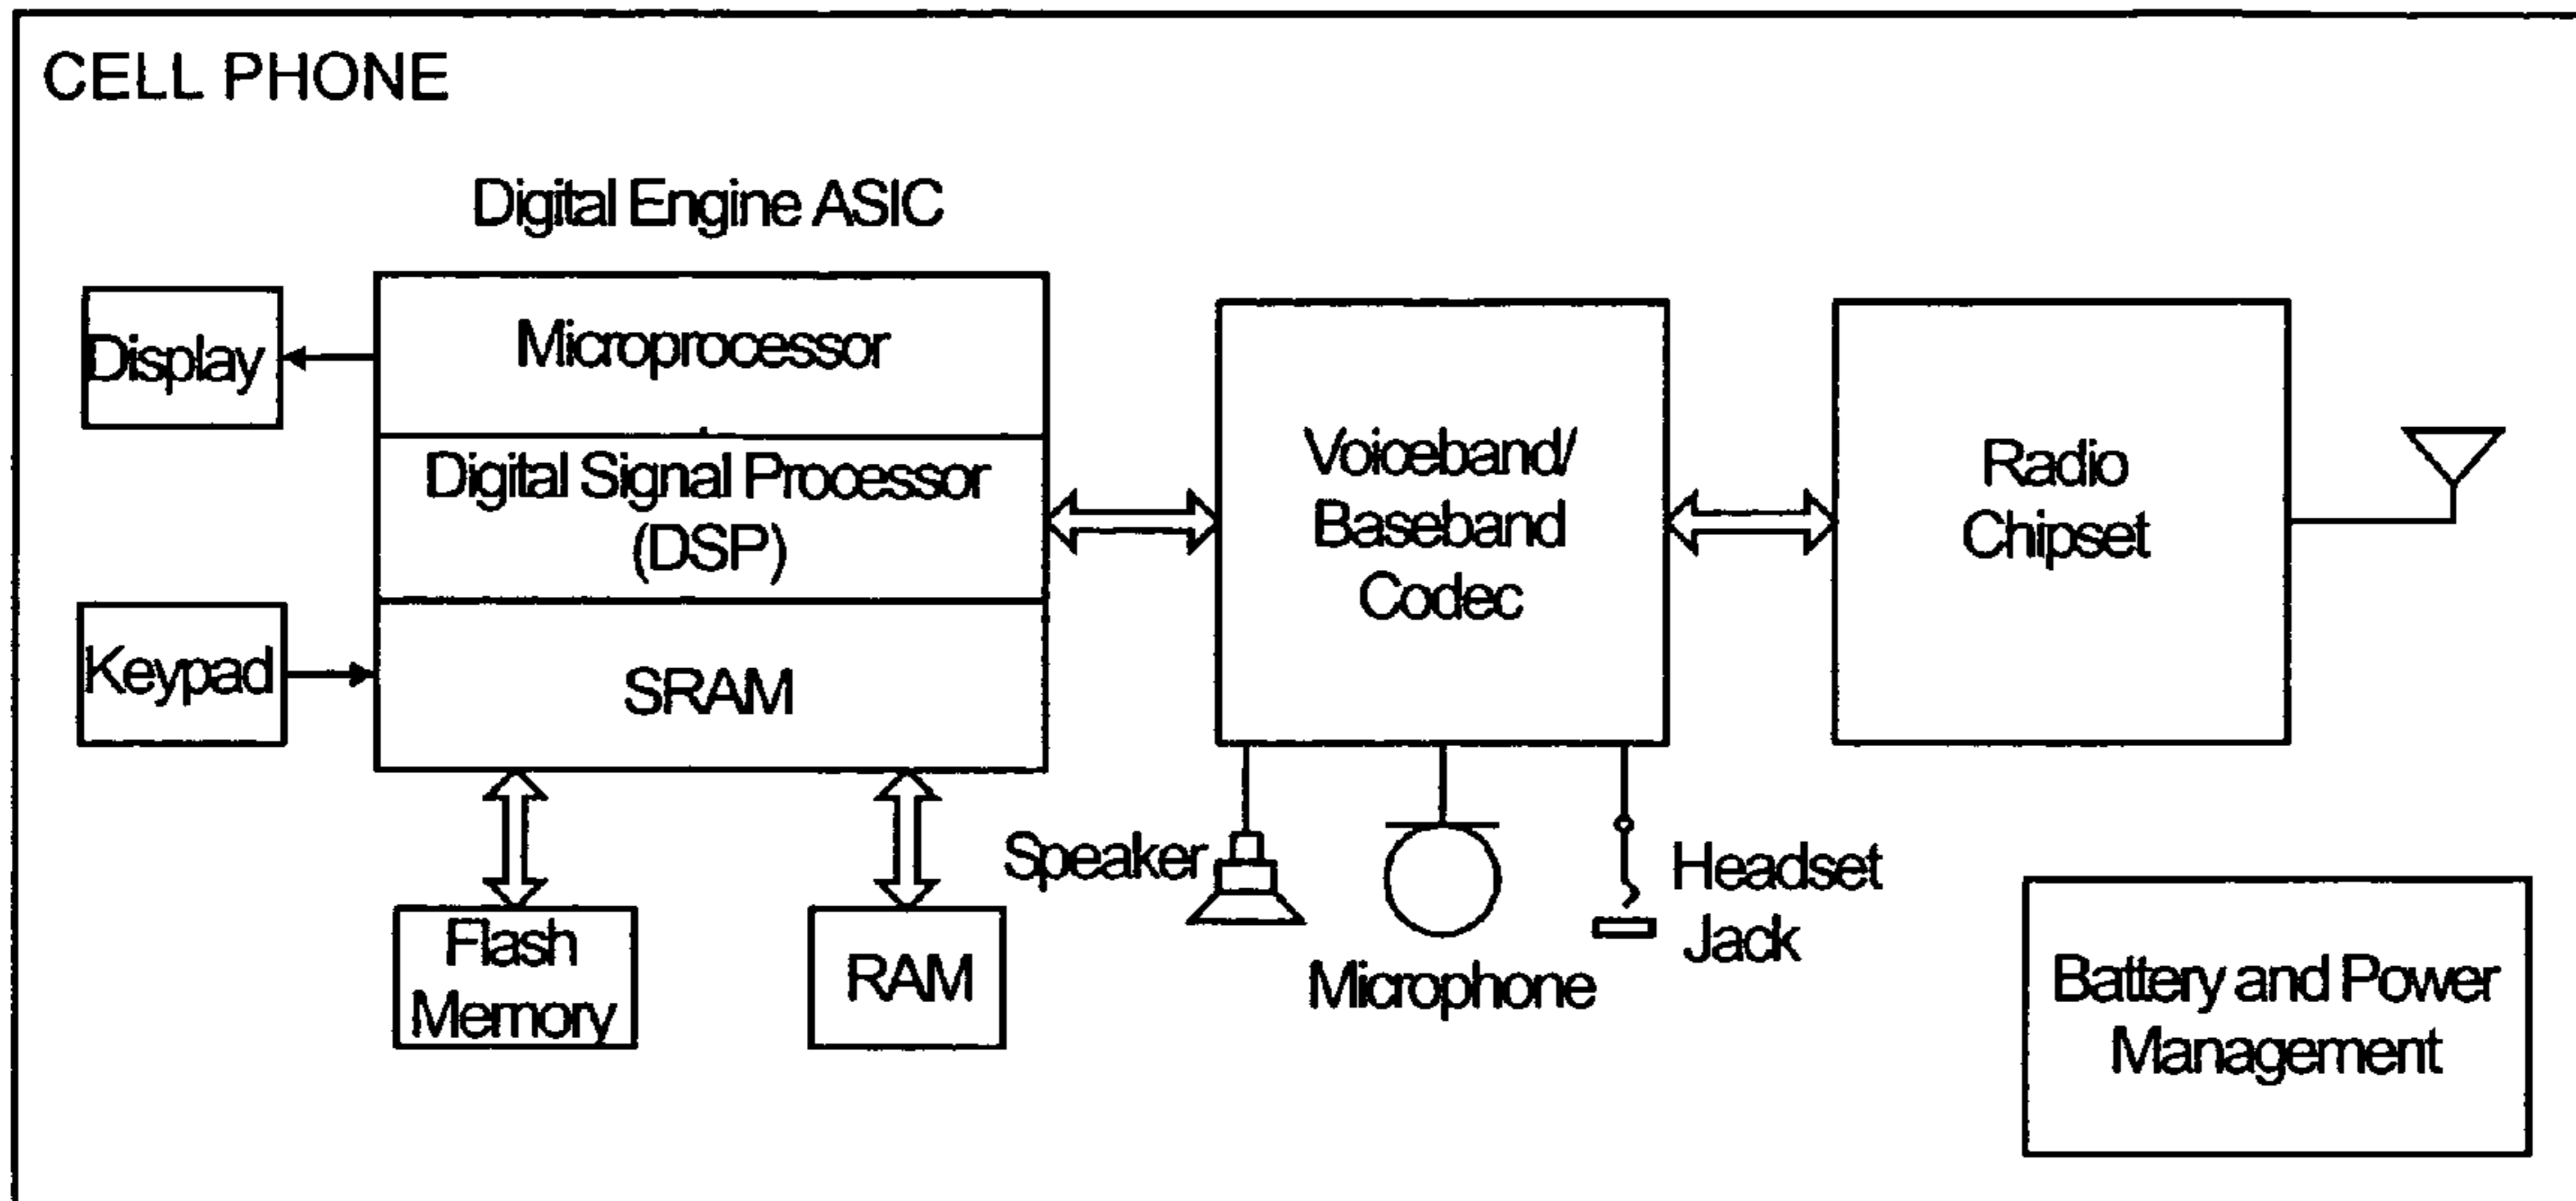 CELL PHONE
Digital Engine ASIC
Display
Microprocessor
Digital Signal Processor
(DSP)
Keypad
SRAM
Flash
Memory
RAM
Voiceband/
Baseband
Codec
Speaker
Microphone
Headset
Jack
Radio
Chipset
Battery and Power
Management